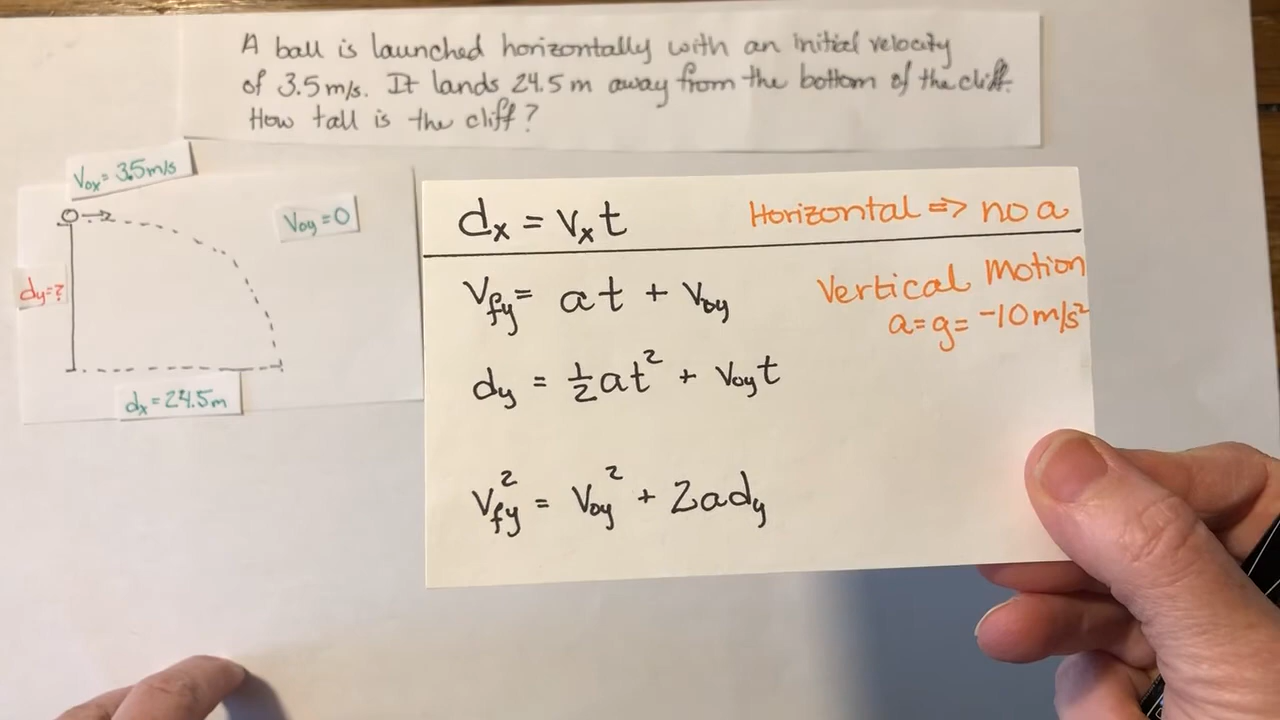 A ball is launched horizontally with an initial velocity
of 3.5 m/s. It lands 24.5 m away from the bottom of the cliff.
How tall is the cliff?
Vox = 3.5 m/s
Voy = 0
dy = ?
dx = 24.5 m
dx = Vxt
Horizontal => no a
Vfy = at + Voy
Vertical Motion
a = g = -10 m/s²
dy = ½at² + Voyt
Vfy² = Voy² + 2ady